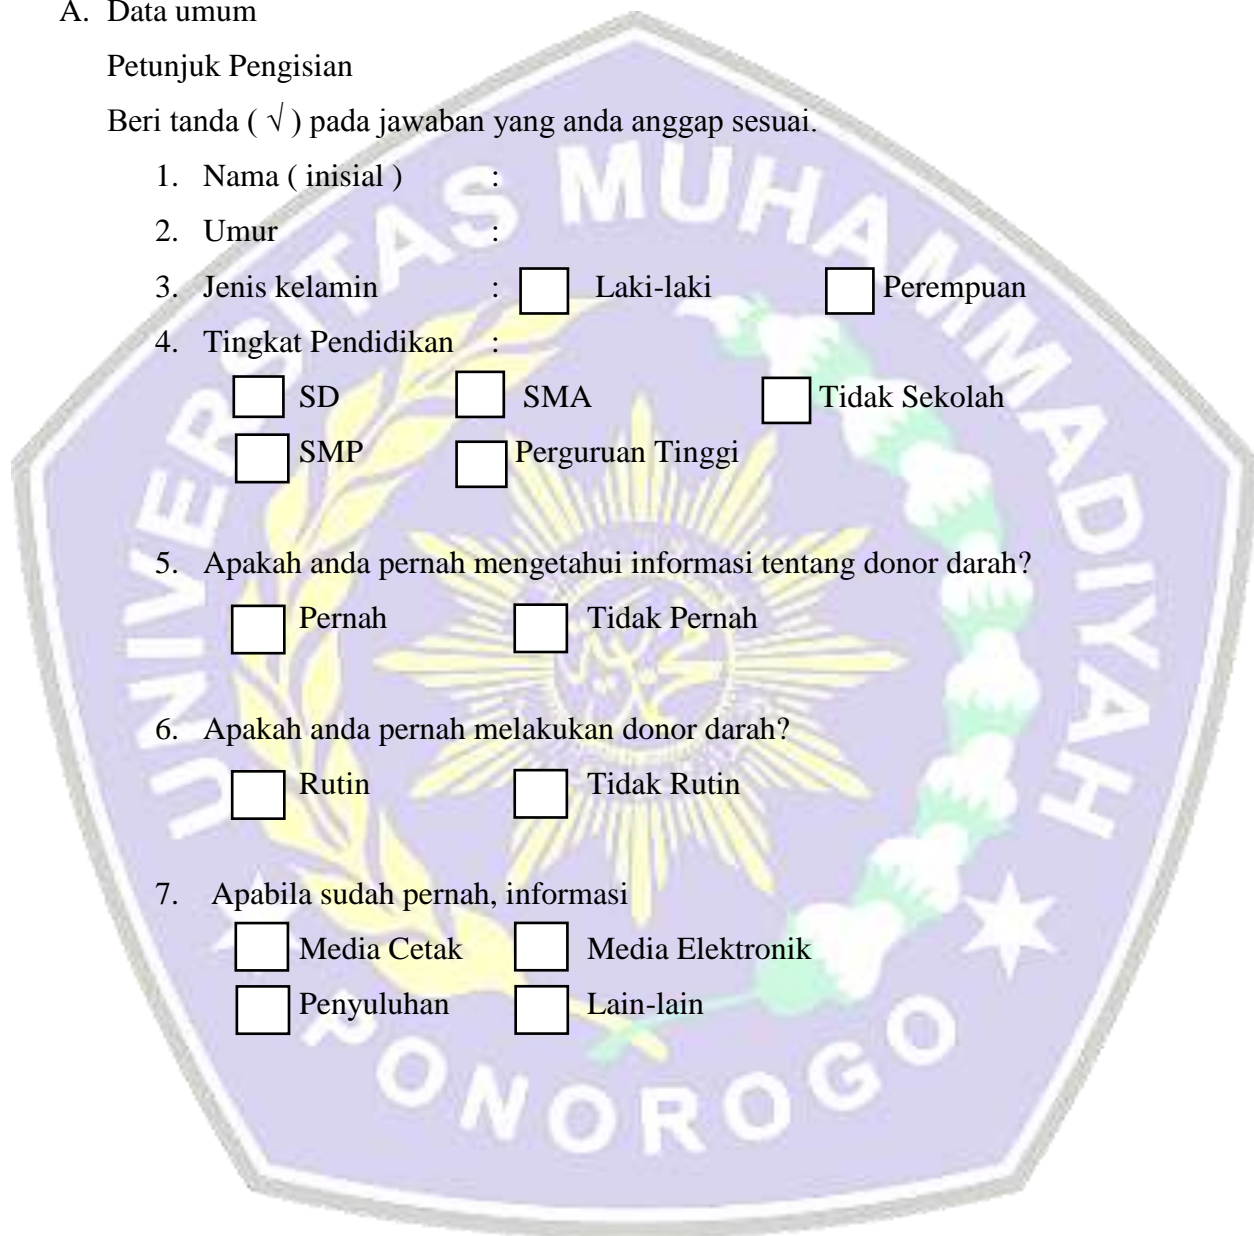 A. Data umum
Petunjuk Pengisian
Beri tanda ( √ ) pada jawaban yang anda anggap sesuai.
1. Nama ( inisial ) :
2. Umur :
3. Jenis kelamin : Laki-laki Perempuan
4. Tingkat Pendidikan :
SD SMA Tidak Sekolah
SMP Perguruan Tinggi
5. Apakah anda pernah mengetahui informasi tentang donor darah?
Pernah Tidak Pernah
6. Apakah anda pernah melakukan donor darah?
Rutin Tidak Rutin
7. Apabila sudah pernah, informasi
Media Cetak Media Elektronik
Penyuluhan Lain-lain
UNIVERSITAS MUHAMMADIYAH
PONOROGO